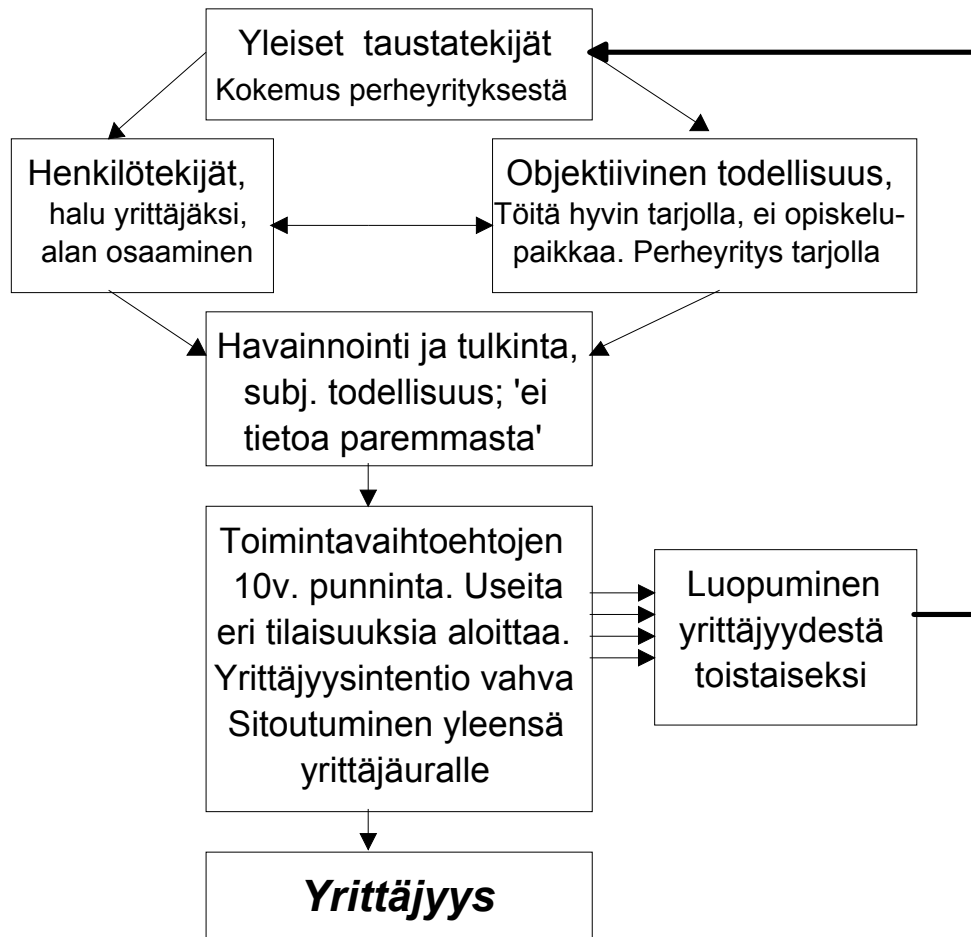 Yleiset taustatekijät
Kokemus perheyrityksestä
Henkilötekijät,
halu yrittäjäksi,
alan osaaminen
Objektiivinen todellisuus,
Töitä hyvin tarjolla, ei opiskelu-
paikkaa. Perheyritys tarjolla
Havainnointi ja tulkinta,
subj. todellisuus; 'ei
tietoa paremmasta'
Toimintavaihtoehtojen
10v. punninta. Useita
eri tilaisuuksia aloittaa.
Yrittäjyysintentio vahva
Sitoutuminen yleensä
yrittäjäuralle
Luopuminen
yrittäjyydestä
toistaiseksi
Yrittäjyys